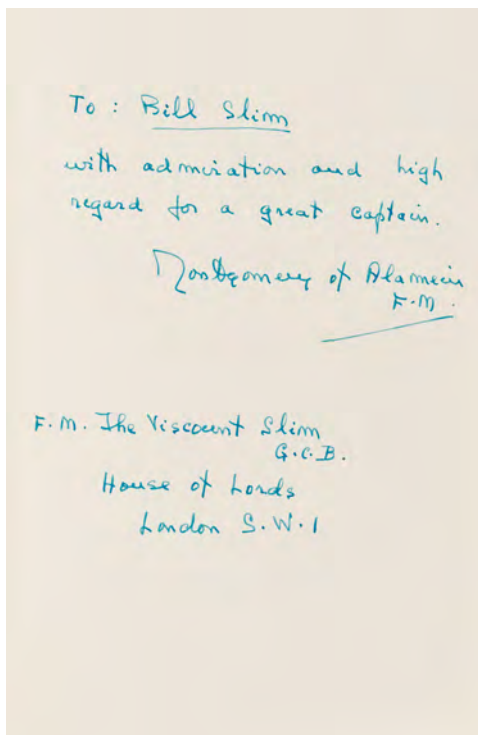 To : Bill Slim
with admiration and high
regard for a great captain.
Montgomery of Alamein
F.M.
F.M. The Viscount Slim
G.C.B.
House of Lords
London S.W.1